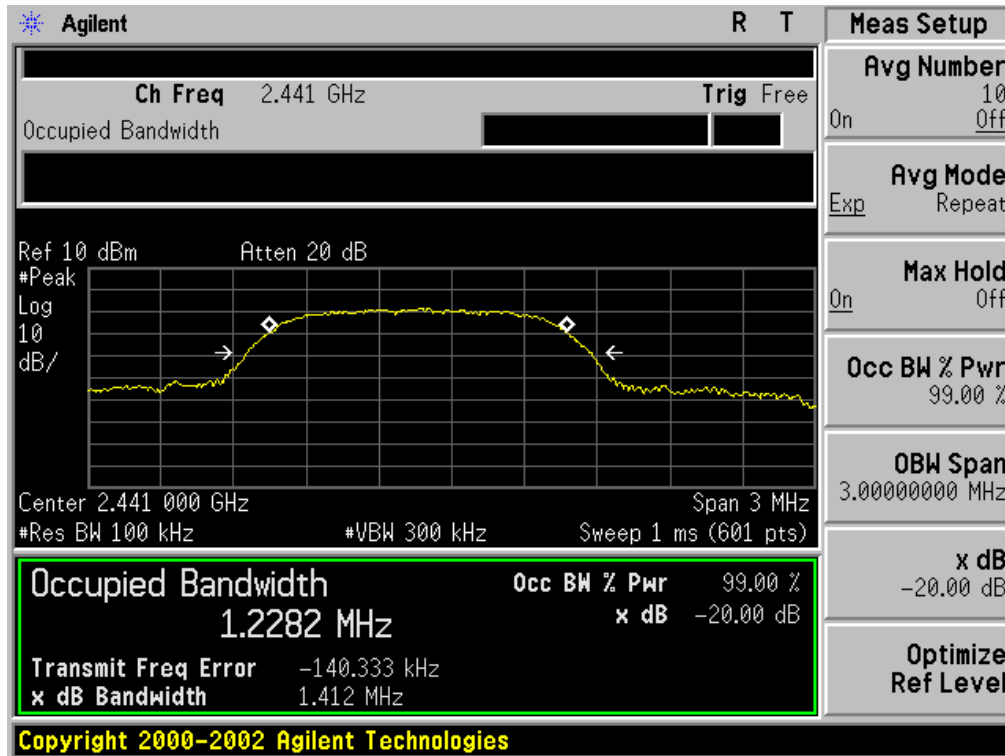 Agilent R T
Ch Freq 2.441 GHz Trig Free
Occupied Bandwidth
Ref 10 dBm Atten 20 dB
#Peak
Log
10
dB/
Center 2.441 000 GHz Span 3 MHz
#Res BW 100 kHz #VBW 300 kHz Sweep 1 ms (601 pts)
Occupied Bandwidth
1.2282 MHz
Occ BW % Pwr 99.00 %
x dB -20.00 dB
Transmit Freq Error -140.333 kHz
x dB Bandwidth 1.412 MHz
Copyright 2000-2002 Agilent Technologies
Meas Setup
Avg Number
10
On Off
Avg Mode
Exp Repeat
Max Hold
On Off
Occ BW % Pwr
99.00 %
OBW Span
3.00000000 MHz
x dB
-20.00 dB
Optimize
Ref Level